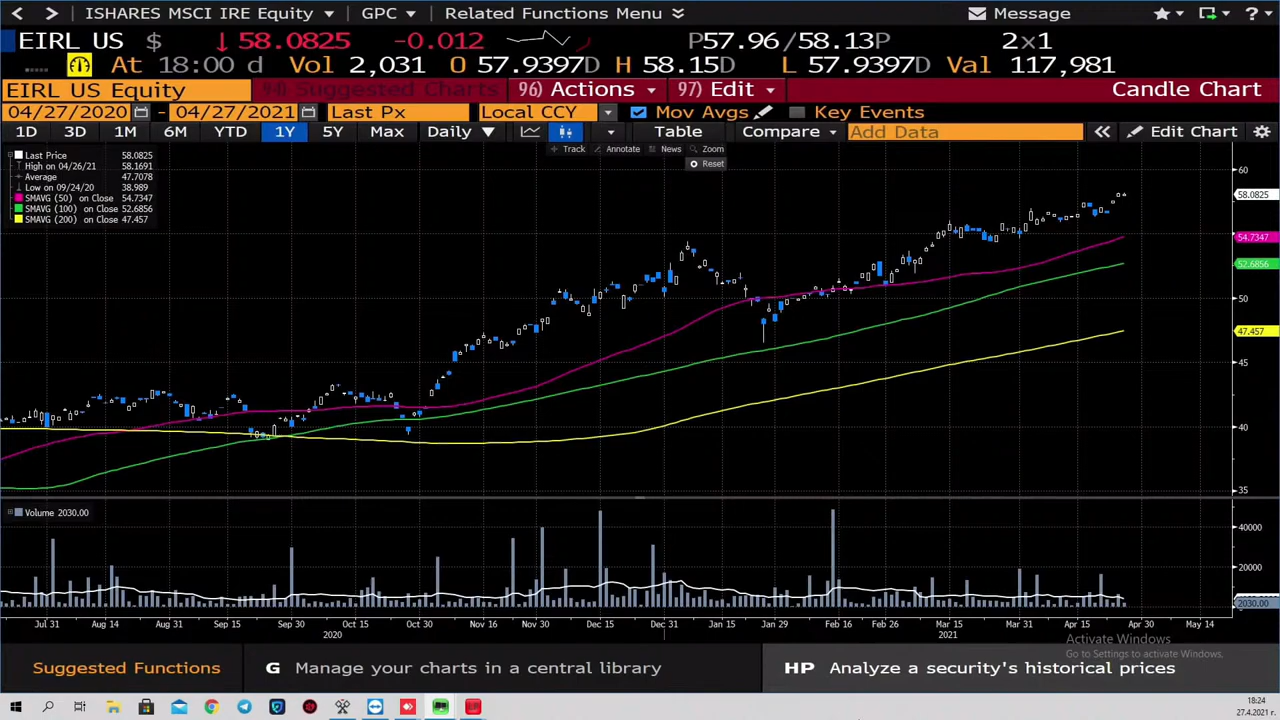 ISHARES MSCI IRE Equity GPC Related Functions Menu Message ?
EIRL US $ ↓58.0825 -0.012 P57.96/58.13P 2×1
At 18:00 d Vol 2,031 O 57.9397D H 58.15D L 57.9397D Val 117,981
EIRL US Equity 94) Suggested Charts 96) Actions 97) Edit Candle Chart
04/27/2020 - 04/27/2021 Last Px Local CCY Mov Avgs Key Events
1D 3D 1M 6M YTD 1Y 5Y Max Daily ▼ Table Compare Add Data Edit Chart
Track Annotate News Zoom
Reset
Last Price 58.0825
High on 04/26/21 58.1691
Average 47.7078
Low on 09/24/20 38.989
SMAVG (50) on Close 54.7347
SMAVG (100) on Close 52.6856
SMAVG (200) on Close 47.457
60
58.0825
54.7347
52.6856
50
47.457
45
40
35
Volume 2030.00
40000
20000
2030.00
Jul 31 Aug 14 Aug 31 Sep 15 Sep 30 Oct 15 Oct 30 Nov 16 Nov 30 Dec 15 Dec 31 Jan 15 Jan 29 Feb 16 Feb 26 Mar 15 Mar 31 Apr 15 Apr 30 May 14
2020 2021
Activate Windows
Go to Settings to activate Windows.
Suggested Functions G Manage your charts in a central library HP Analyze a security's historical prices
18:24
27.4.2021 г.